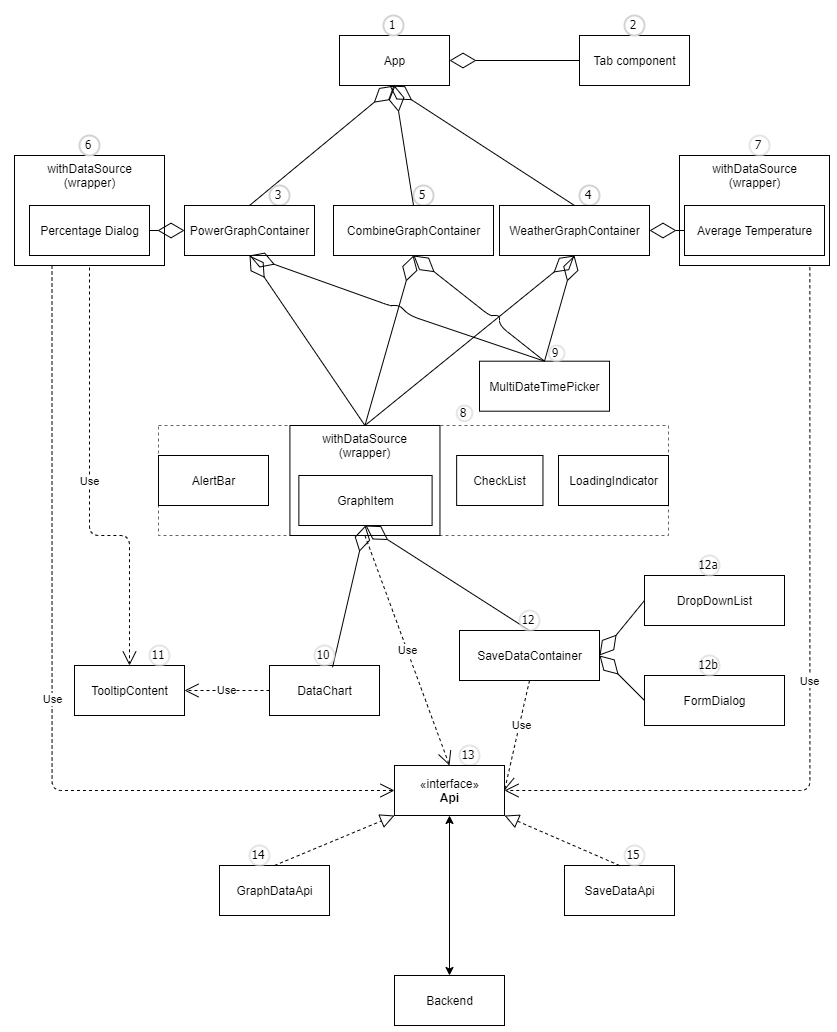 1
2
App
Tab component
6
7
withDataSource
(wrapper)
withDataSource
(wrapper)
3
5
4
Percentage Dialog
PowerGraphContainer
CombineGraphContainer
WeatherGraphContainer
Average Temperature
9
MultiDateTimePicker
8
withDataSource
(wrapper)
AlertBar
GraphItem
CheckList
LoadingIndicator
Use
12a
DropDownList
12
SaveDataContainer
Use
11
10
12b
TooltipContent
Use
DataChart
FormDialog
Use
Use
Use
13
«interface»
Api
14
15
GraphDataApi
SaveDataApi
Backend